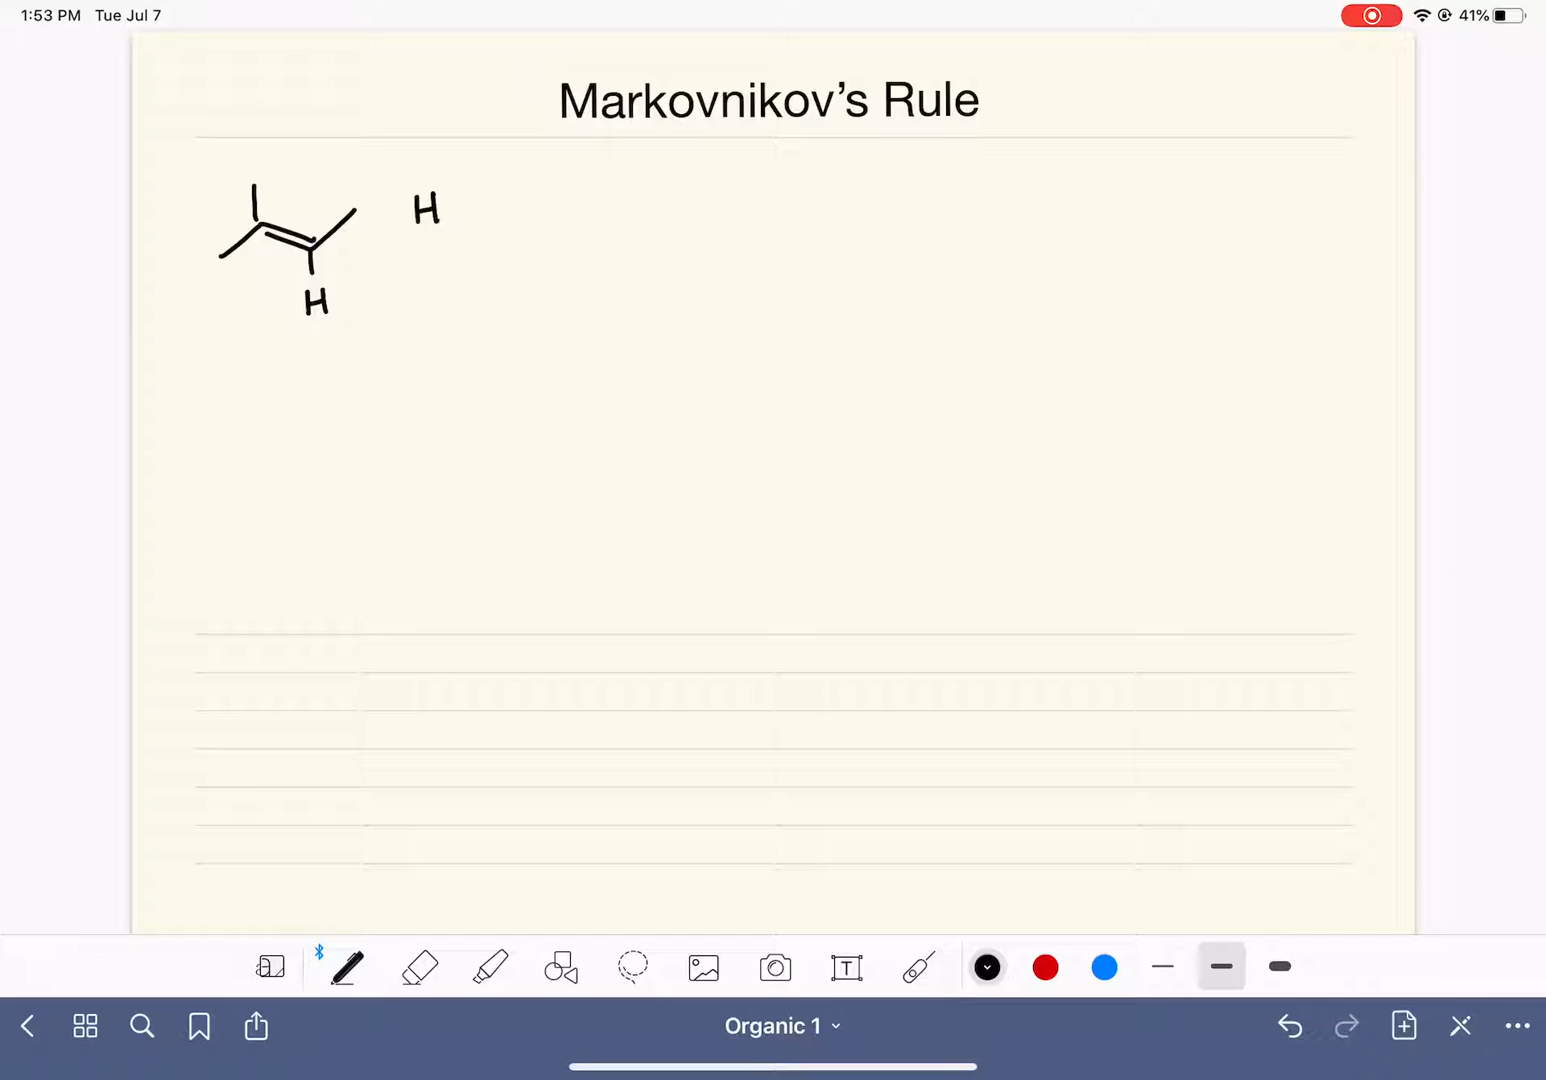 1:53 PM Tue Jul 7
41%
Markovnikov’s Rule
H
H
T
Organic 1